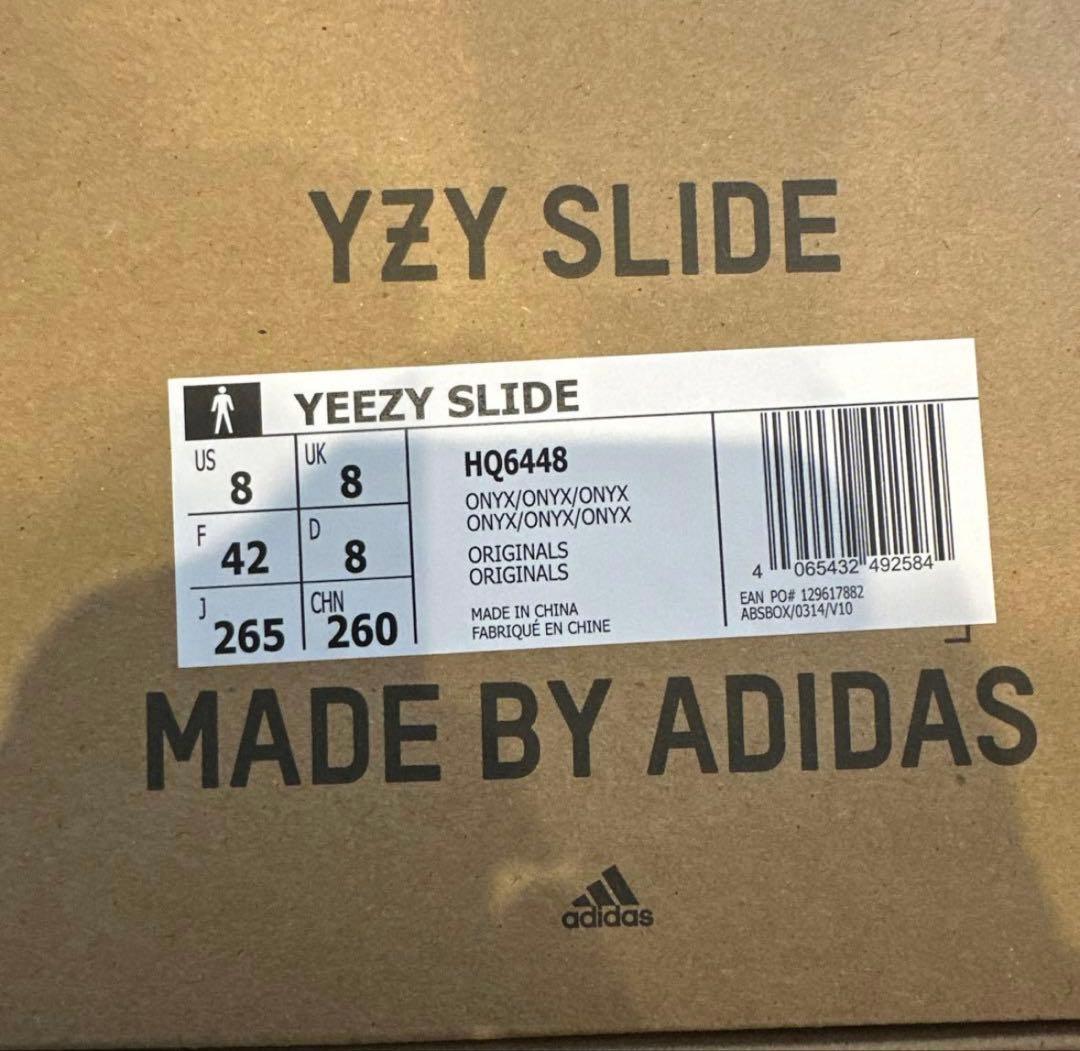 YZY SLIDE
YEEZY SLIDE
US 8 UK 8
F 42 D 8
J 265 CHN 260
HQ6448
ONYX/ONYX/ONYX
ONYX/ONYX/ONYX
ORIGINALS
ORIGINALS
MADE IN CHINA
FABRIQUÉ EN CHINE
4 065432 492584
EAN PO# 129617882
ABSBOX/0314/V10
MADE BY ADIDAS
adidas